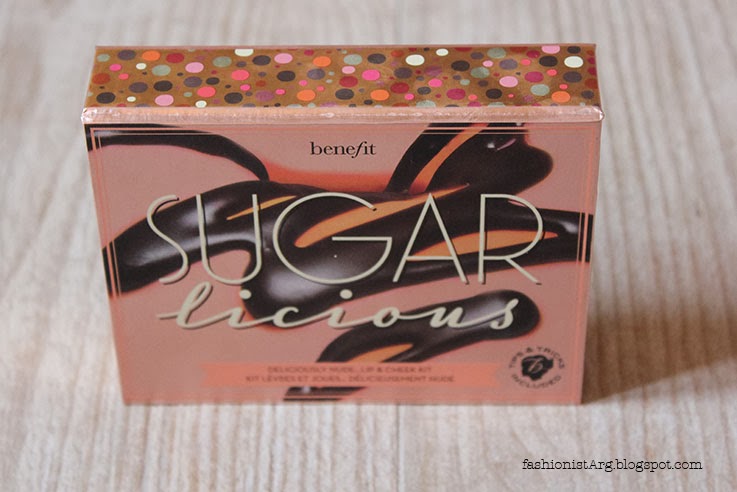 benefit
SUGAR
licious
DELICIOUSLY NUDE... LIP & CHEEK KIT
KIT LÈVRES ET JOUES... DÉLICIEUSEMENT NUDE
TIPS & TRICKS
INCLUDED
fashionistArg.blogspot.com